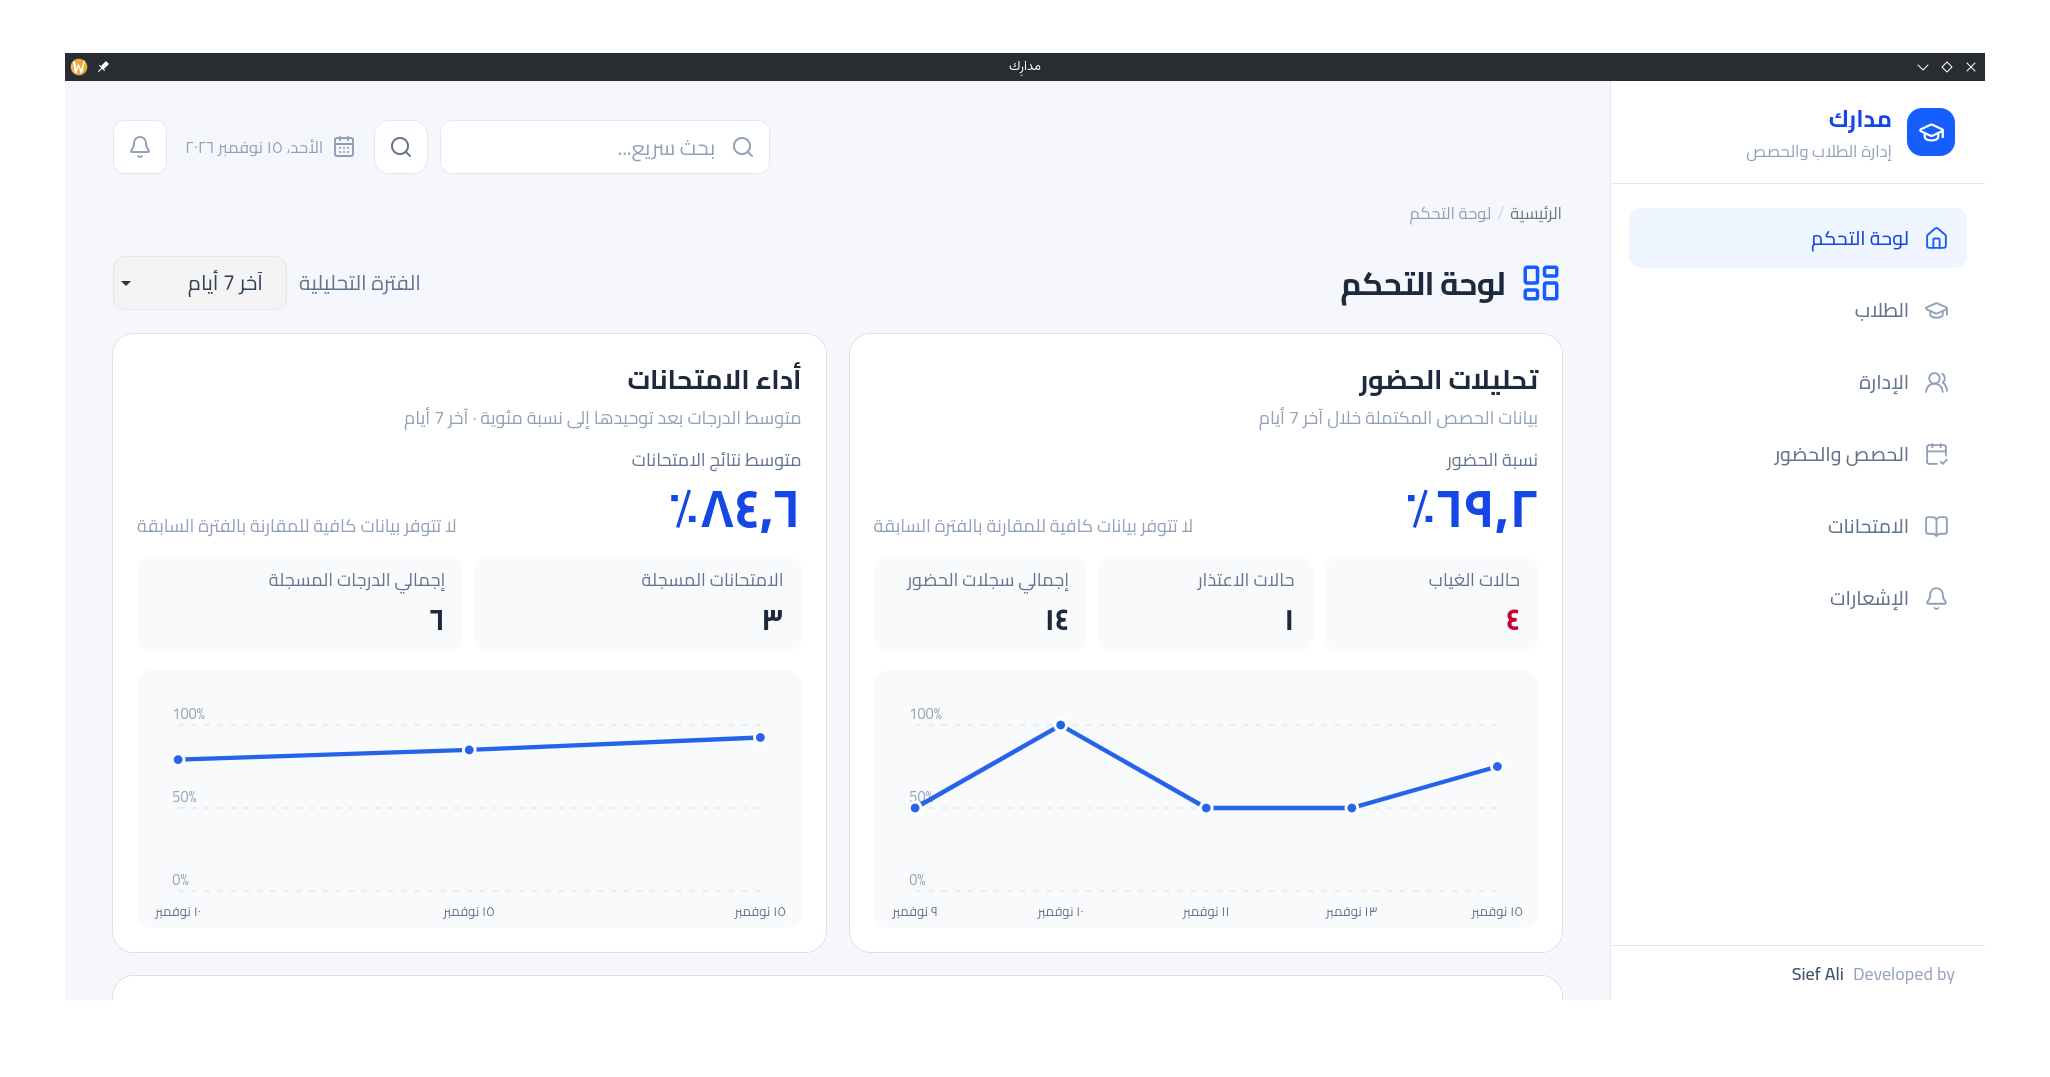 مدارك
مدارك
إدارة الطلاب والحصص
لوحة التحكم
الطلاب
الإدارة
الحصص والحضور
الامتحانات
الإشعارات
Developed by Sief Ali
بحث سريع...
الأحد، ١٥ نوفمبر ٢٠٢٦
الرئيسية / لوحة التحكم
لوحة التحكم
الفترة التحليلية
آخر 7 أيام
تحليلات الحضور
بيانات الحصص المكتملة خلال آخر 7 أيام
نسبة الحضور
٦٩,٢٪
لا تتوفر بيانات كافية للمقارنة بالفترة السابقة
حالات الغياب
٤
حالات الاعتذار
١
إجمالي سجلات الحضور
١٤
100%
50%
0%
٩ نوفمبر
١٠ نوفمبر
١١ نوفمبر
١٣ نوفمبر
١٥ نوفمبر
أداء الامتحانات
متوسط الدرجات بعد توحيدها إلى نسبة مئوية · آخر 7 أيام
متوسط نتائج الامتحانات
٨٤,٦٪
لا تتوفر بيانات كافية للمقارنة بالفترة السابقة
الامتحانات المسجلة
٣
إجمالي الدرجات المسجلة
٦
100%
50%
0%
١٠ نوفمبر
١٥ نوفمبر
١٥ نوفمبر